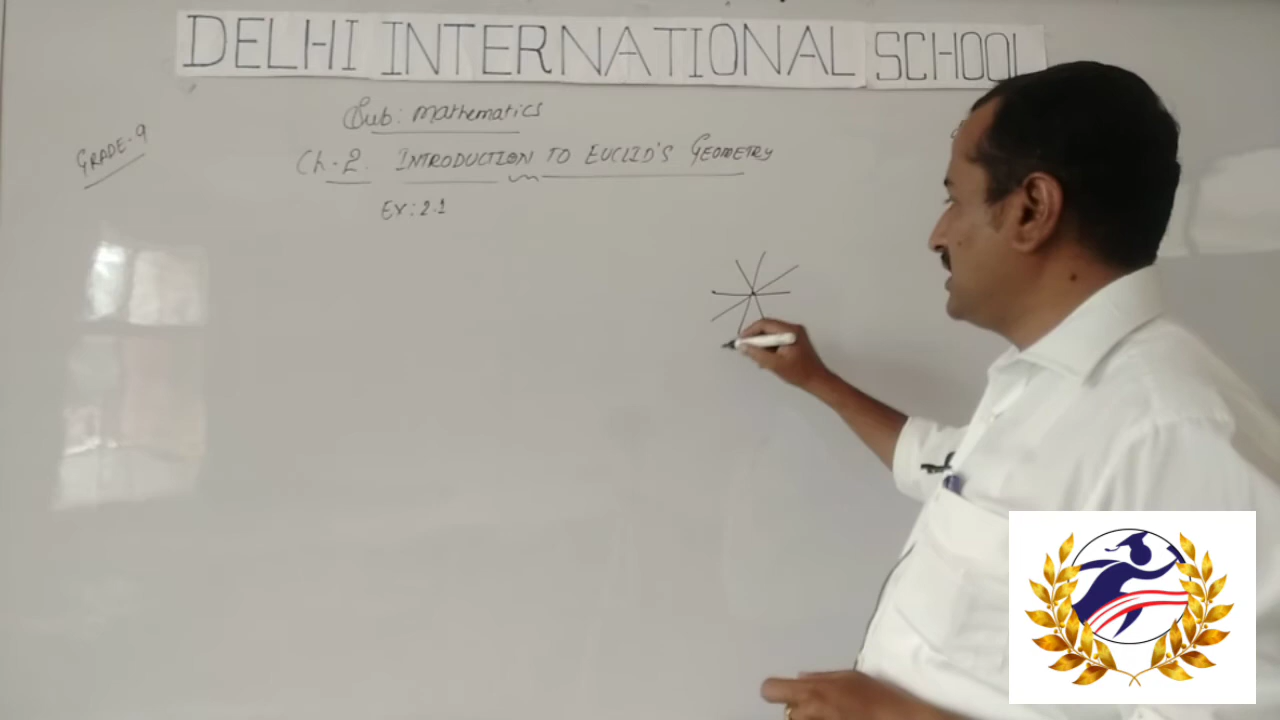 DELHI INTERNATIONAL SCHOOL
Sub: Mathematics
GRADE-9
Ch-2. INTRODUCTION TO EUCLID'S GEOMETRY
Ex: 2.1